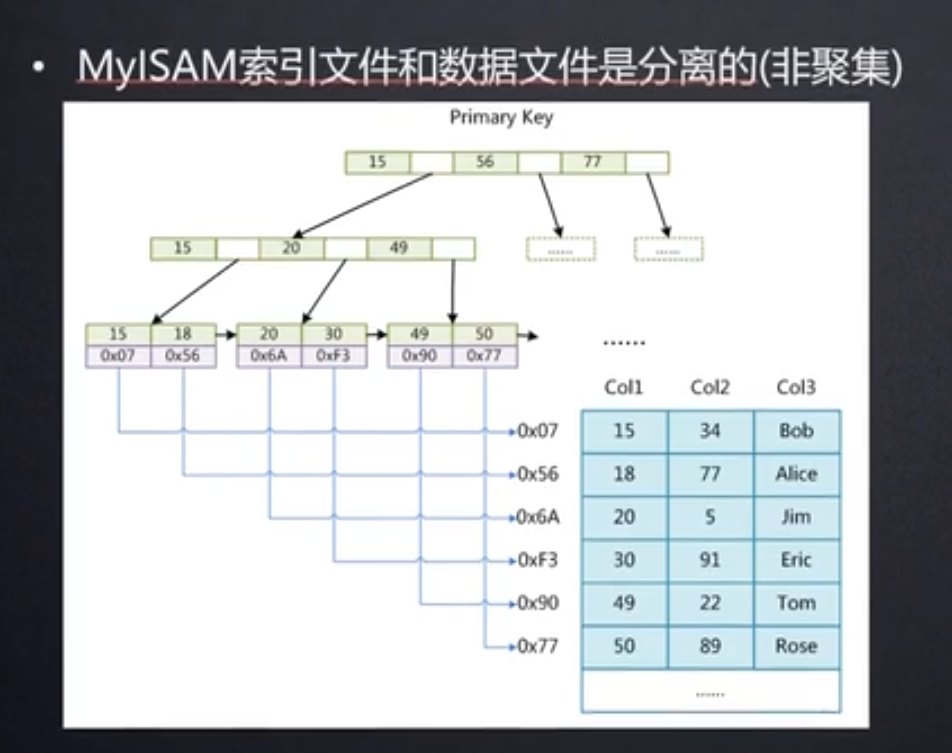 • MyISAM索引文件和数据文件是分离的(非聚集)
Primary Key
15 56 77
15 20 49
...... ......
15 18 20 30 49 50
0x07 0x56 0x6A 0xF3 0x90 0x77
......
Col1 Col2 Col3
0x07 15 34 Bob
0x56 18 77 Alice
0x6A 20 5 Jim
0xF3 30 91 Eric
0x90 49 22 Tom
0x77 50 89 Rose
......